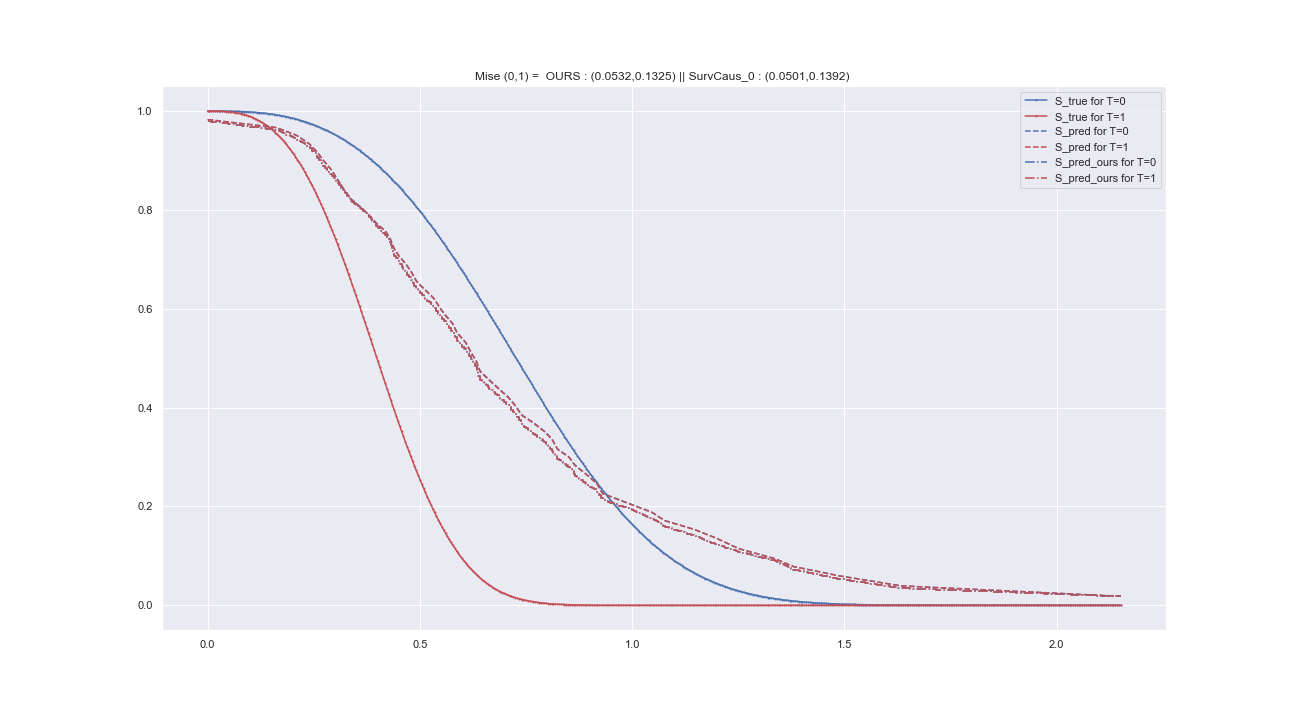 Mise (0,1) =  OURS : (0.0532,0.1325) || SurvCaus_0 : (0.0501,0.1392)
S_true for T=0
S_true for T=1
S_pred for T=0
S_pred for T=1
S_pred_ours for T=0
S_pred_ours for T=1
1.0
0.8
0.6
0.4
0.2
0.0
0.0 0.5 1.0 1.5 2.0